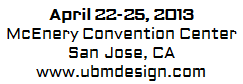 April 22-25, 2013
McEnery Convention Center
San Jose, CA
www.ubmdesign.com